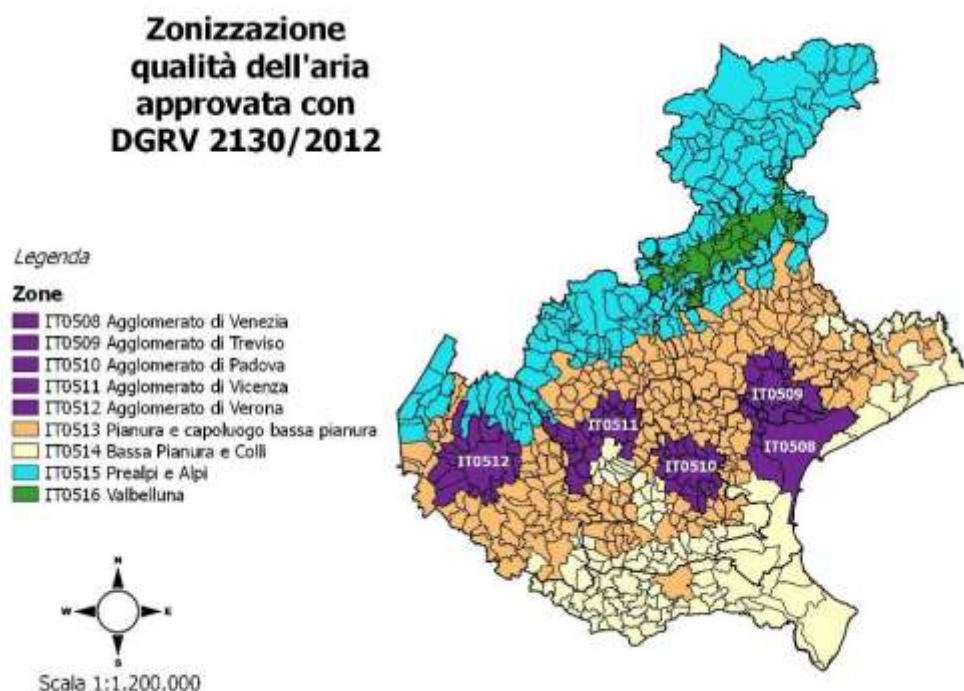 Zonizzazione
qualità dell'aria
approvata con
DGRV 2130/2012
Legenda
Zone
IT0508 Agglomerato di Venezia
IT0509 Agglomerato di Treviso
IT0510 Agglomerato di Padova
IT0511 Agglomerato di Vicenza
IT0512 Agglomerato di Verona
IT0513 Pianura e capoluogo bassa pianura
IT0514 Bassa Pianura e Colli
IT0515 Prealpi e Alpi
IT0516 Valbelluna
IT0509
IT0511
IT0508
IT0512
IT0510
N
W
E
S
Scala 1:1.200.000